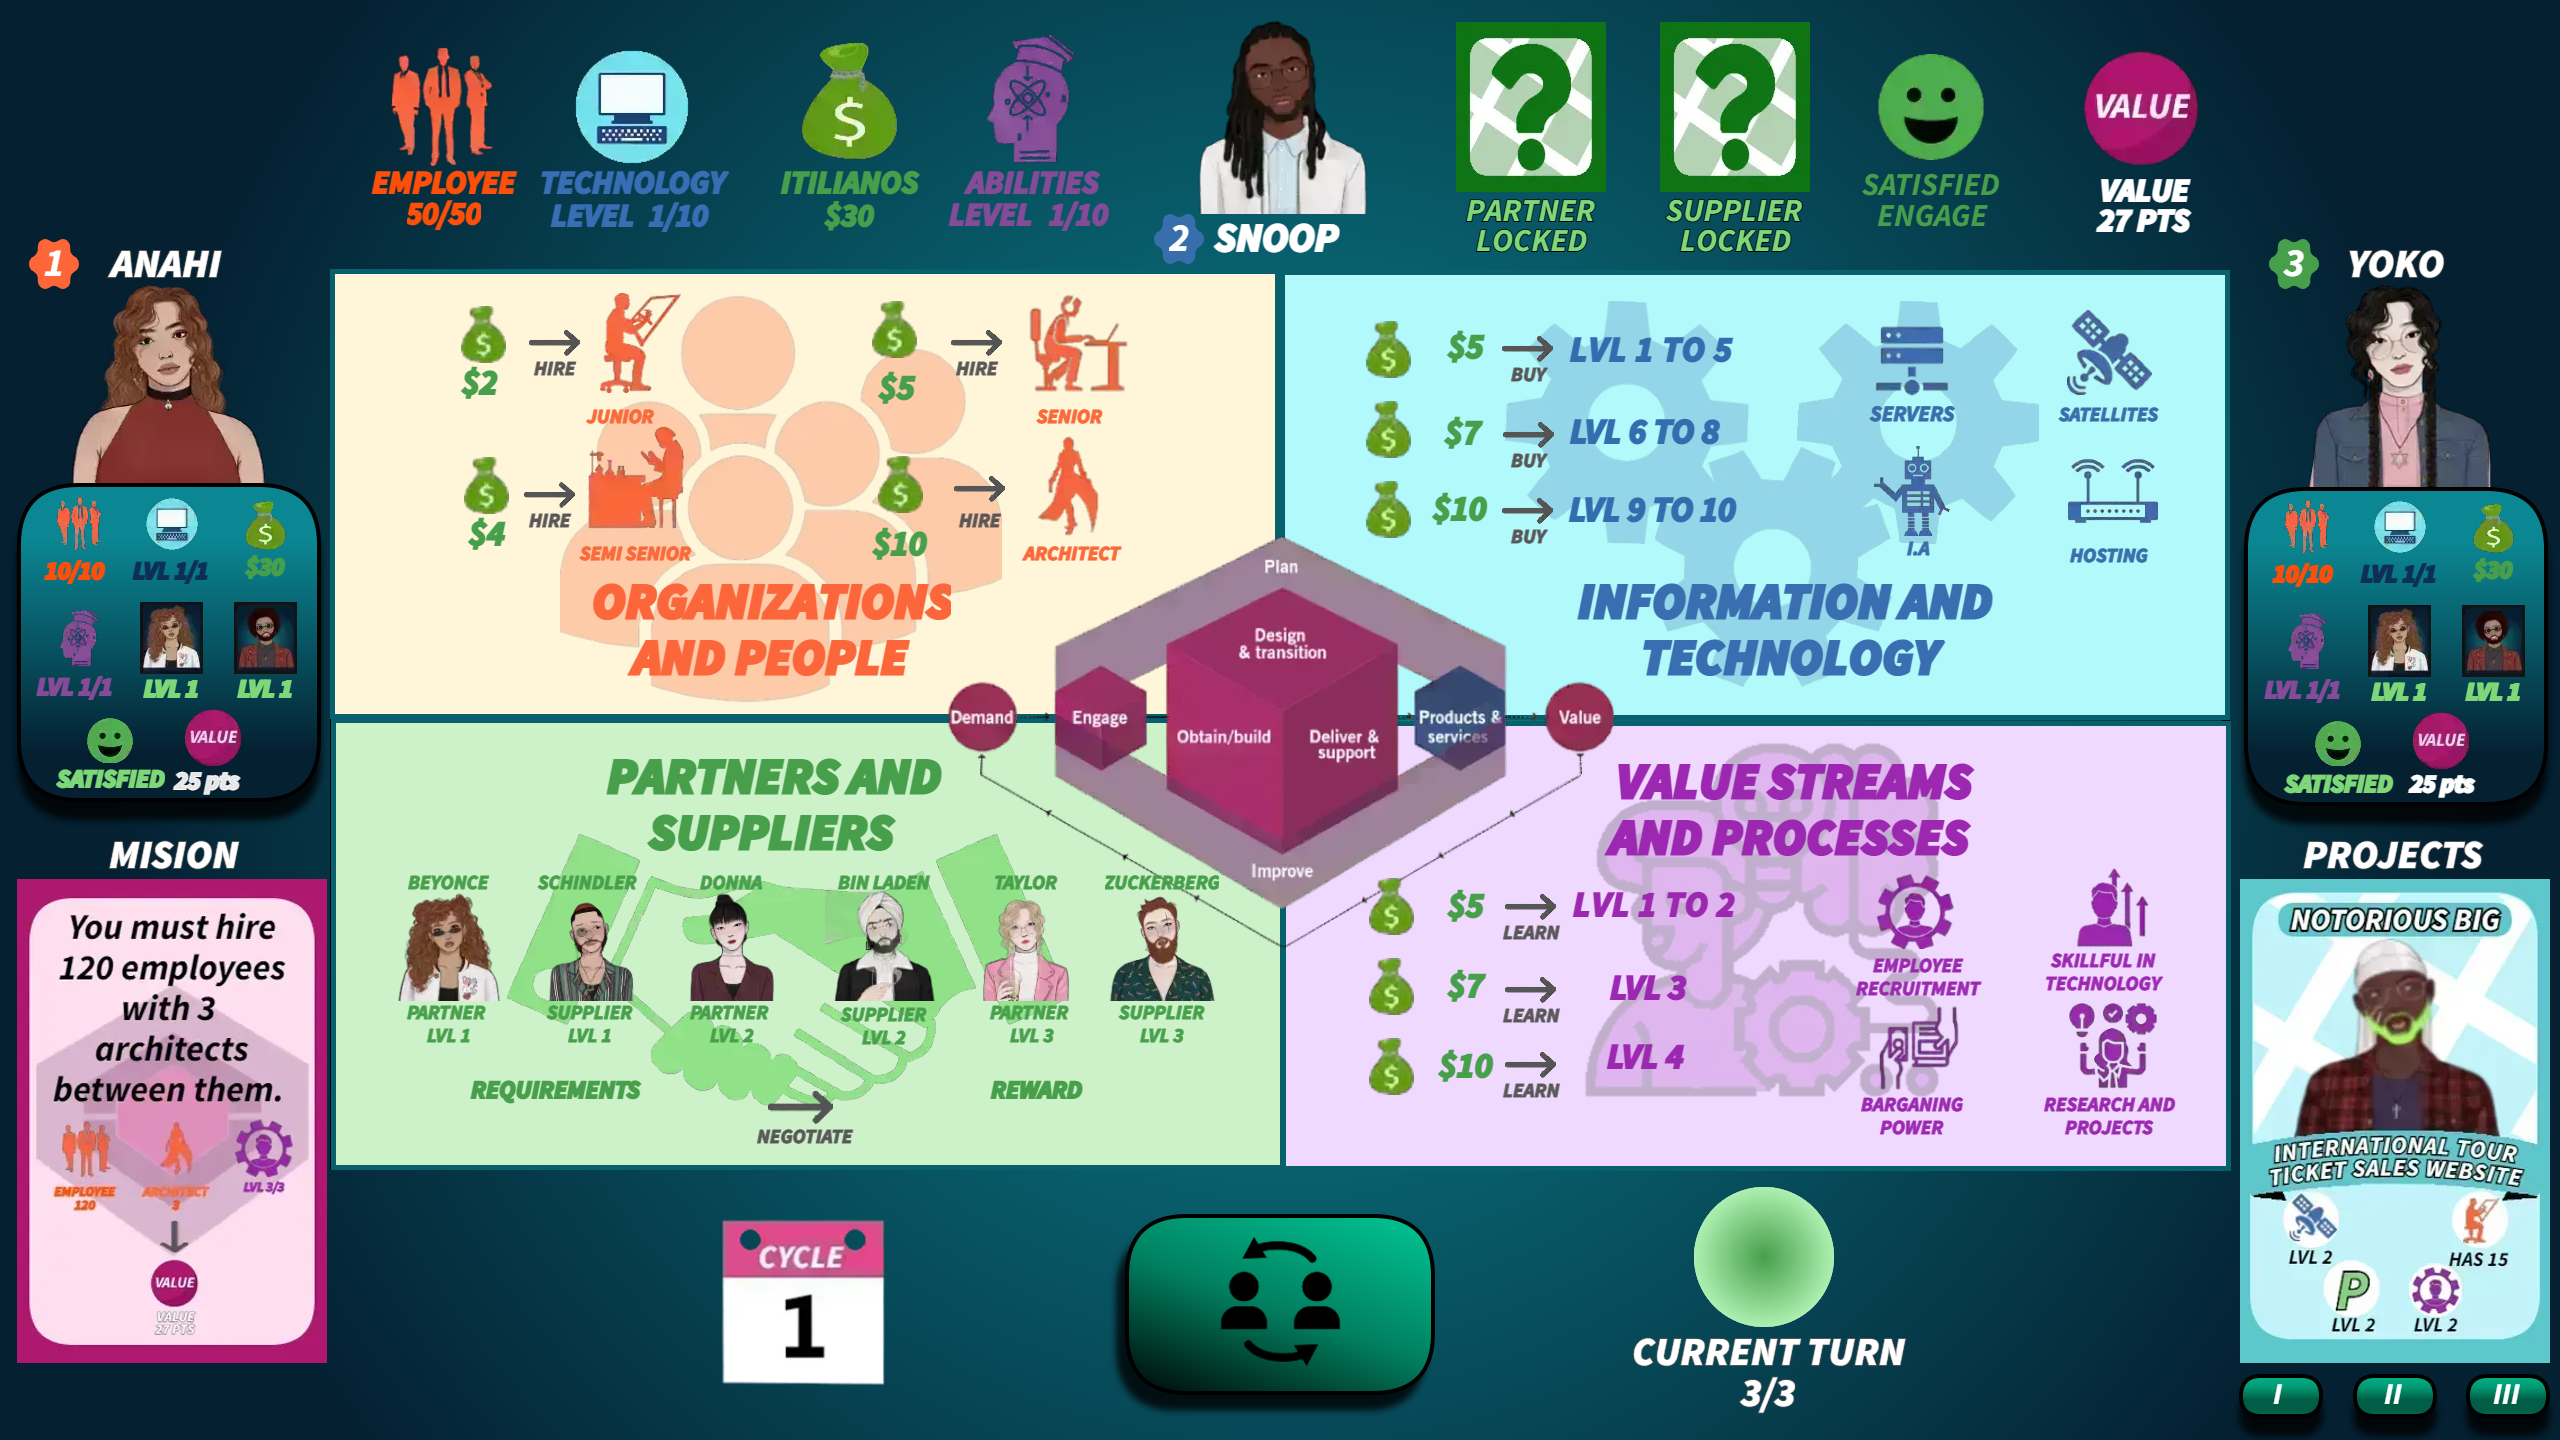 EMPLOYEE
50/50
TECHNOLOGY
LEVEL 1/10
$
ITILIANOS
$30
ABILITIES
LEVEL 1/10
2 SNOOP
?
PARTNER
LOCKED
?
SUPPLIER
LOCKED
SATISFIED
ENGAGE
VALUE
VALUE
27 PTS
1 ANAHI
10/10
LVL 1/1
$
$30
LVL 1/1
LVL 1
LVL 1
SATISFIED
VALUE
25 pts
3 YOKO
10/10
LVL 1/1
$
$30
LVL 1/1
LVL 1
LVL 1
SATISFIED
VALUE
25 pts
$
$2
HIRE
JUNIOR
$
$5
HIRE
SENIOR
$
$4
HIRE
SEMI SENIOR
$
$10
HIRE
ARCHITECT
ORGANIZATIONS
AND PEOPLE
$ $5 BUY LVL 1 TO 5
$ $7 BUY LVL 6 TO 8
$ $10 BUY LVL 9 TO 10
SERVERS
SATELLITES
I.A
HOSTING
INFORMATION AND
TECHNOLOGY
Plan
Design
& transition
Demand
Engage
Obtain/build
Deliver &
support
Products &
services
Value
Improve
PARTNERS AND
SUPPLIERS
BEYONCE
PARTNER
LVL 1
SCHINDLER
SUPPLIER
LVL 1
DONNA
PARTNER
LVL 2
BIN LADEN
SUPPLIER
LVL 2
TAYLOR
PARTNER
LVL 3
ZUCKERBERG
SUPPLIER
LVL 3
REQUIREMENTS
NEGOTIATE
REWARD
VALUE STREAMS
AND PROCESSES
$ $5 LEARN LVL 1 TO 2
$ $7 LEARN LVL 3
$ $10 LEARN LVL 4
EMPLOYEE
RECRUITMENT
SKILLFUL IN
TECHNOLOGY
BARGANING
POWER
RESEARCH AND
PROJECTS
MISION
You must hire
120 employees
with 3
architects
between them.
EMPLOYEE
120
ARCHITECT
3
LVL 3/3
VALUE
VALUE
27 PTS
PROJECTS
NOTORIOUS BIG
INTERNATIONAL TOUR
TICKET SALES WEBSITE
LVL 2
HAS 15
P
LVL 2
LVL 2
I
II
III
CYCLE
1
CURRENT TURN
3/3